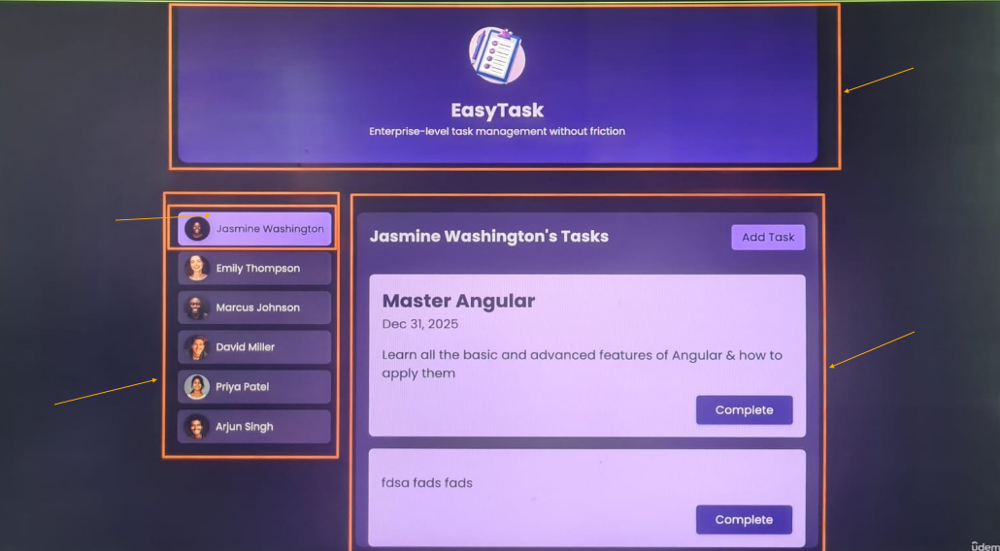 EasyTask
Enterprise-level task management without friction
Jasmine Washington
Emily Thompson
Marcus Johnson
David Miller
Priya Patel
Arjun Singh
Jasmine Washington's Tasks
Add Task
Master Angular
Dec 31, 2025
Learn all the basic and advanced features of Angular & how to
apply them
Complete
fdsa fads fads
Complete